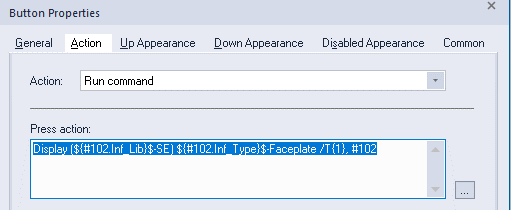 Button Properties
General Action Up Appearance Down Appearance Disabled Appearance Common
Action: Run command
Press action:
Display (${#102.Inf_Lib}$-SE) ${#102.Inf_Type}$-Faceplate /T{1}, #102
...